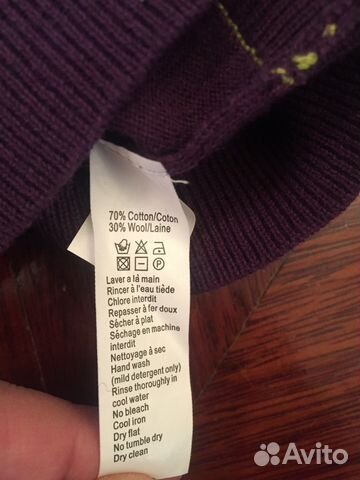 70% Cotton/Coton
30% Wool/Laine
Laver a la main
Rincer à l'eau tiède
Chlore interdit
Repasser à fer doux
Sécher à plat
Séchage en machine
interdit
Nettoyage à sec
Hand wash
(mild detergent only)
Rinse thoroughly in
cool water
No bleach
Cool iron
Dry flat
No tumble dry
Dry clean
Avito